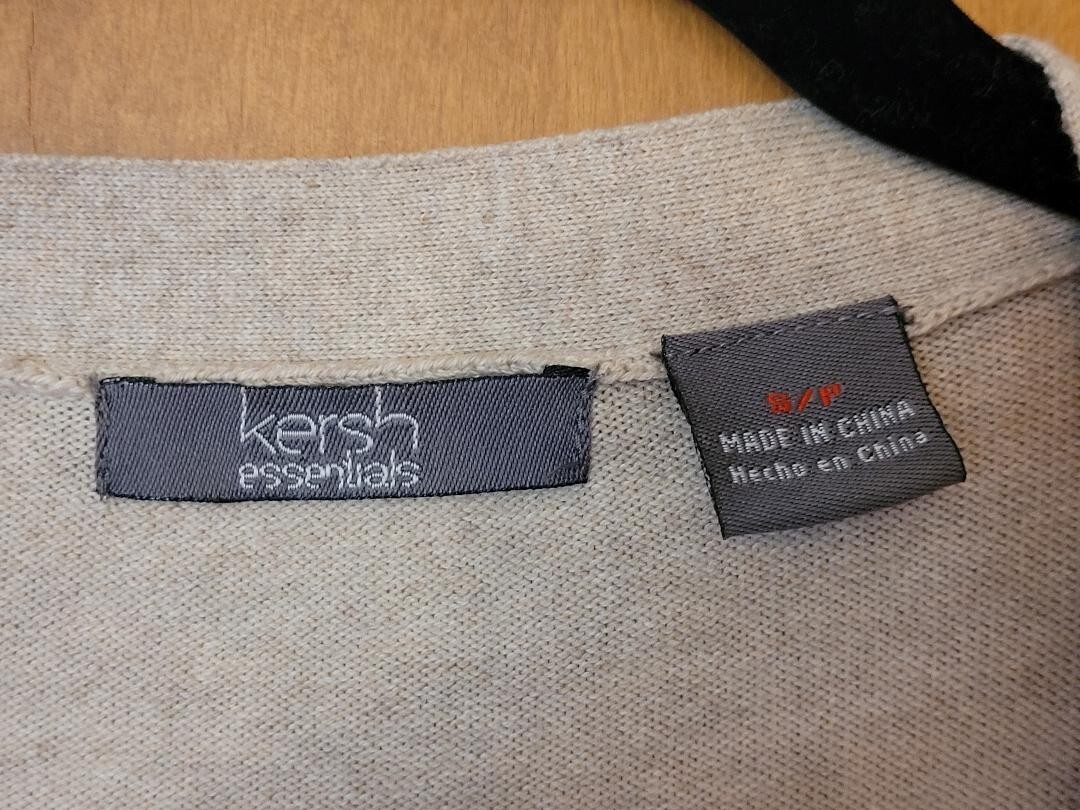 kersh
essentials
S/P
MADE IN CHINA
Hecho en China